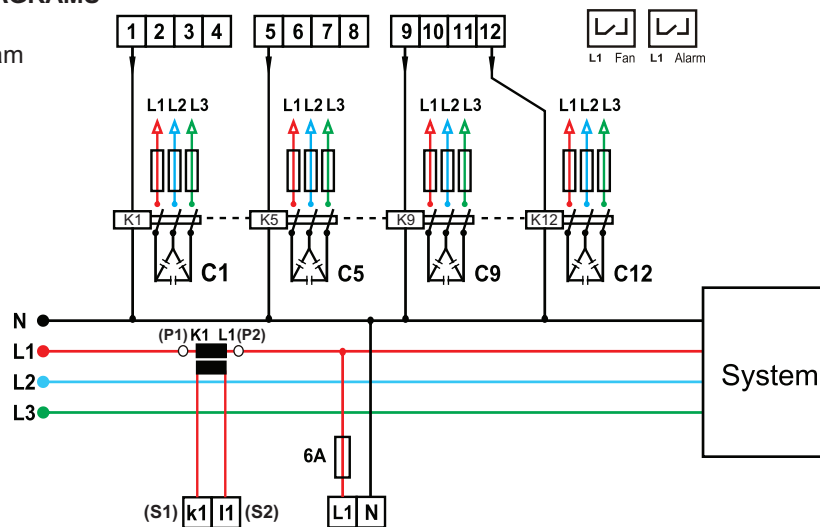 AGRAMS
am
1 2 3 4 5 6 7 8 9 10 11 12
L1 Fan L1 Alarm
L1 L2 L3 L1 L2 L3 L1 L2 L3 L1 L2 L3
K1 K5 K9 K12
C1 C5 C9 C12
N
(P1) K1 L1 (P2)
L1
L2
L3
System
6A
(S1) k1 l1 (S2) L1 N